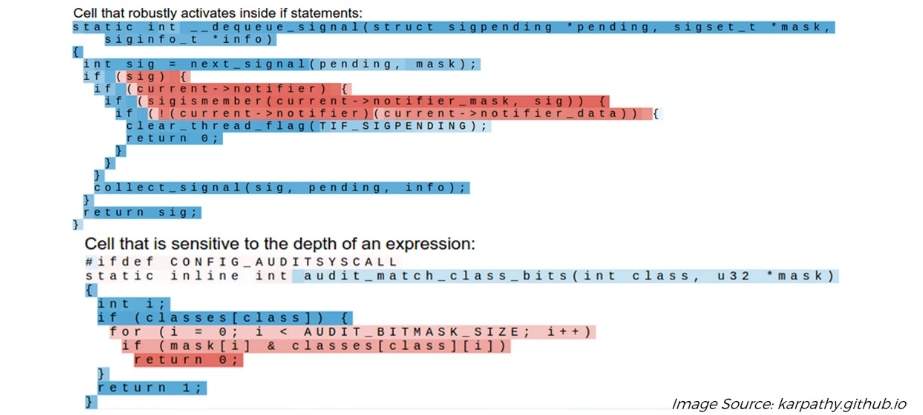 Cell that robustly activates inside if statements:
static int __dequeue_signal(struct sigpending *pending, sigset_t *mask,
siginfo_t *info)
{
int sig = next_signal(pending, mask);
if (sig) {
if (current->notifier) {
if (sigismember(current->notifier_mask, sig)) {
if (!(current->notifier)(current->notifier_data)) {
clear_thread_flag(TIF_SIGPENDING);
return 0;
}
}
}
collect_signal(sig, pending, info);
}
return sig;
}
Cell that is sensitive to the depth of an expression:
#ifdef CONFIG_AUDITSYSCALL
static inline int audit_match_class_bits(int class, u32 *mask)
{
int i;
if (classes[class]) {
for (i = 0; i < AUDIT_BITMASK_SIZE; i++)
if (mask[i] & classes[class][i])
return 0;
}
return 1;
}
Image Source: karpathy.github.io